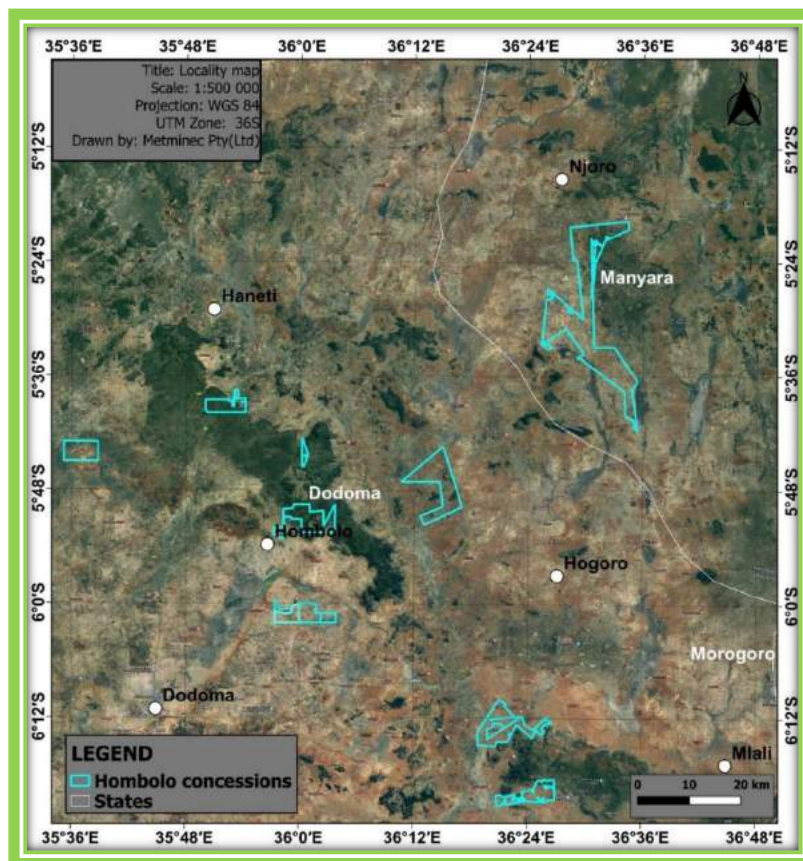 35°36'E 35°48'E 36°0'E 36°12'E 36°24'E 36°36'E 36°48'E
Title: Locality map
Scale: 1:500 000
Projection: WGS 84
UTM Zone: 36S
Drawn by: Metminec Pty(Ltd)
N
5°12'S 5°12'S
Njoro
5°24'S 5°24'S
Manyara
Haneti
5°36'S 5°36'S
5°48'S 5°48'S
Dodoma
Hombolo
Hogoro
6°0'S 6°0'S
Morogoro
Dodoma
6°12'S 6°12'S
Mlali
LEGEND
Hombolo concessions
States
0 10 20 km
35°36'E 35°48'E 36°0'E 36°12'E 36°24'E 36°36'E 36°48'E